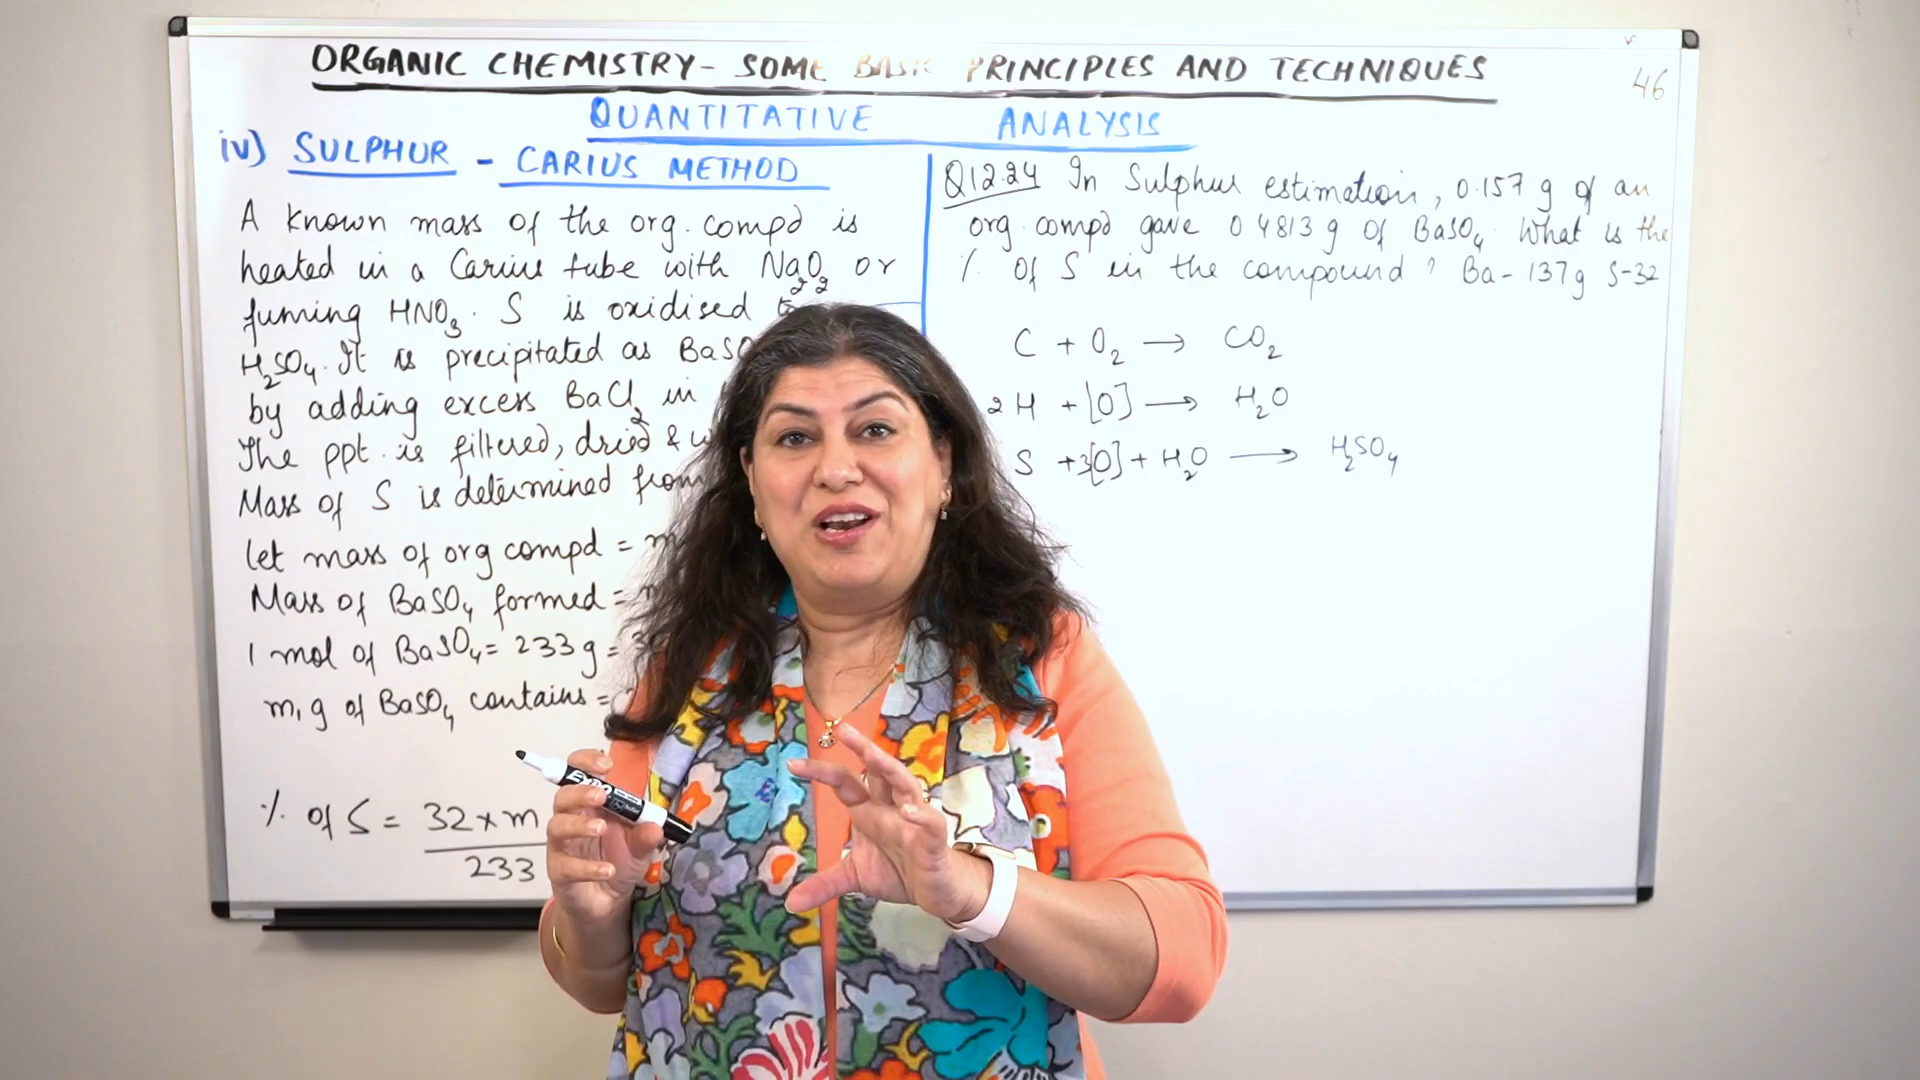 ORGANIC CHEMISTRY - SOME BASIC PRINCIPLES AND TECHNIQUES
46
QUANTITATIVE ANALYSIS
iv) SULPHUR - CARIUS METHOD
A known mass of the org. compd is
heated in a Carius tube with Na2O2 or
fuming HNO3. S is oxidised
H2SO4. It is precipitated as
by adding excess BaCl2 in
The ppt. is filtered, dried &
Mass of S is determined from
let mass of org compd =
Mass of BaSO4 formed =
1 mol of BaSO4 = 233 g =
m1 g of BaSO4 contains =
% of S = 32 x m
233
Q12.24 In Sulphur estimation, 0.157 g of an
org. compd gave 0.4813 g of BaSO4. What is the
% of S in the compound? Ba - 137g S-32
C + O2 → CO2
2H + [O] → H2O
S + 3[O] + H2O → H2SO4
EXPO